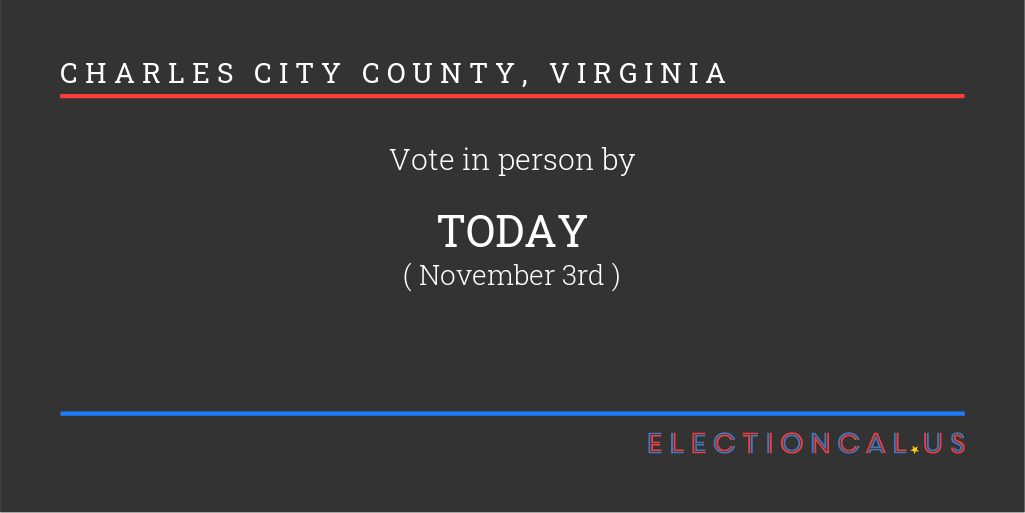 CHARLES CITY COUNTY, VIRGINIA
Vote in person by
TODAY
( November 3rd )
ELECTIONCAL.US